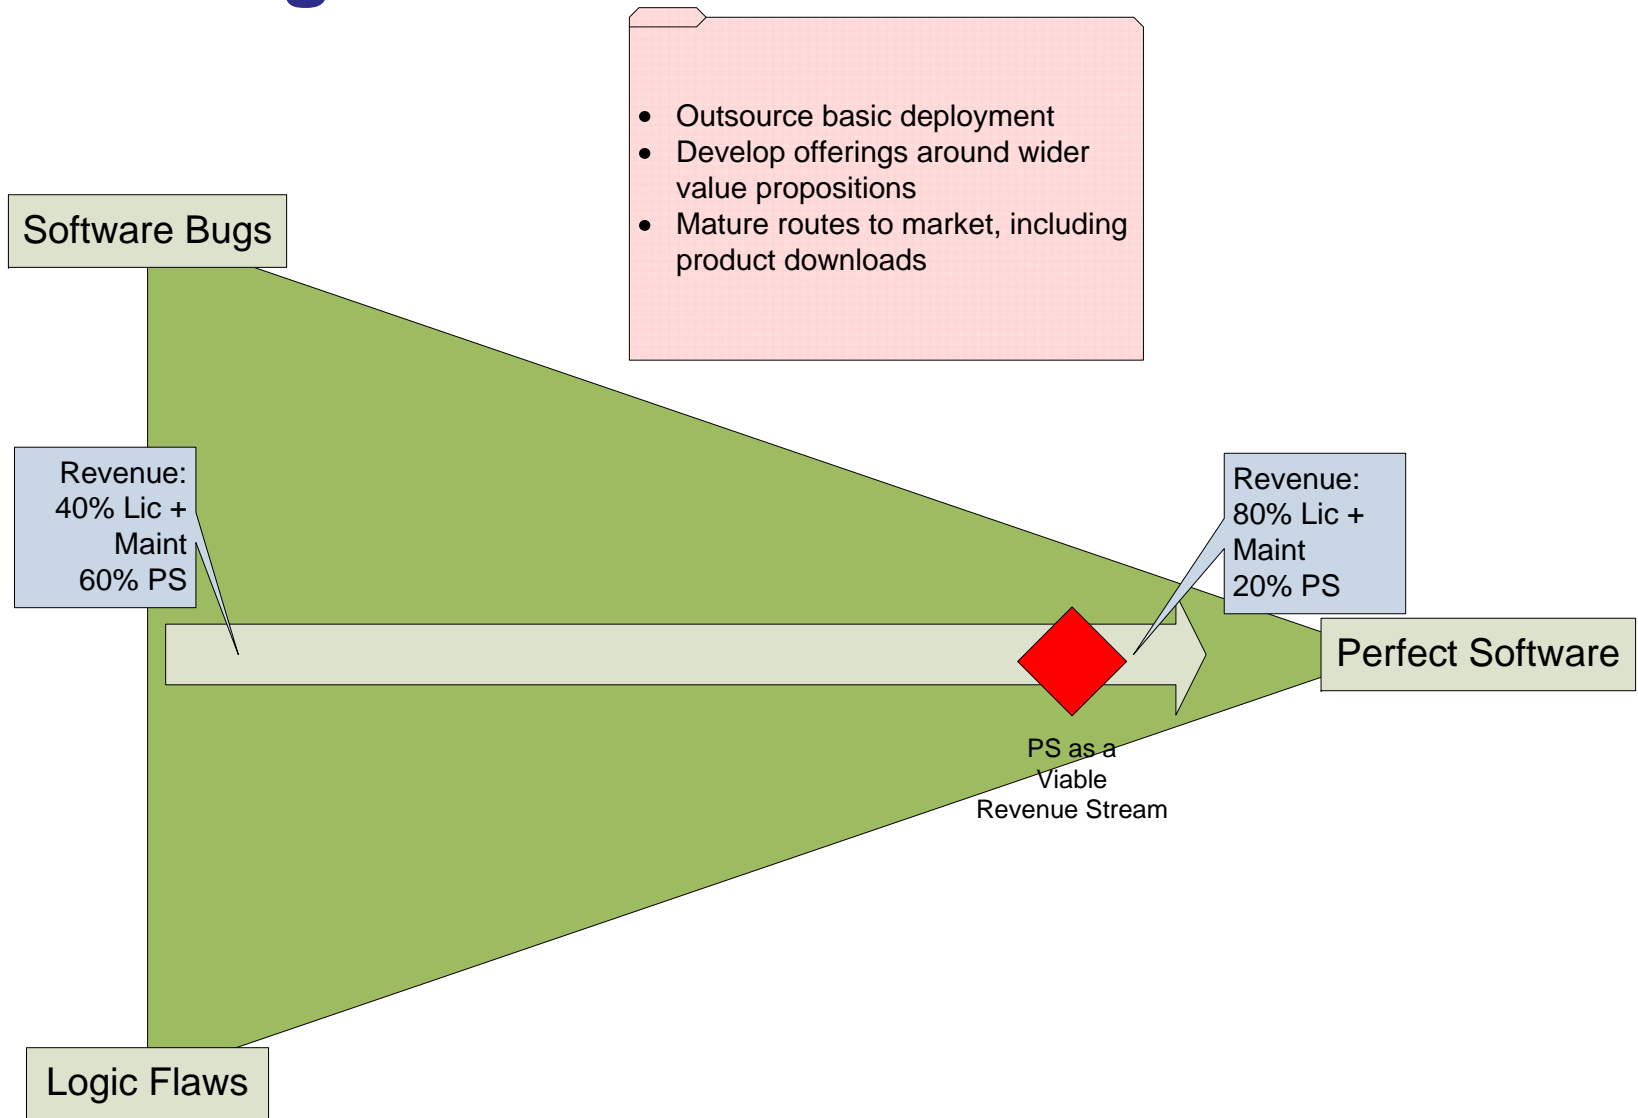 • Outsource basic deployment
• Develop offerings around wider
value propositions
• Mature routes to market, including
product downloads
Software Bugs
Revenue:
40% Lic +
Maint
60% PS
Revenue:
80% Lic +
Maint
20% PS
Perfect Software
PS as a
Viable
Revenue Stream
Logic Flaws